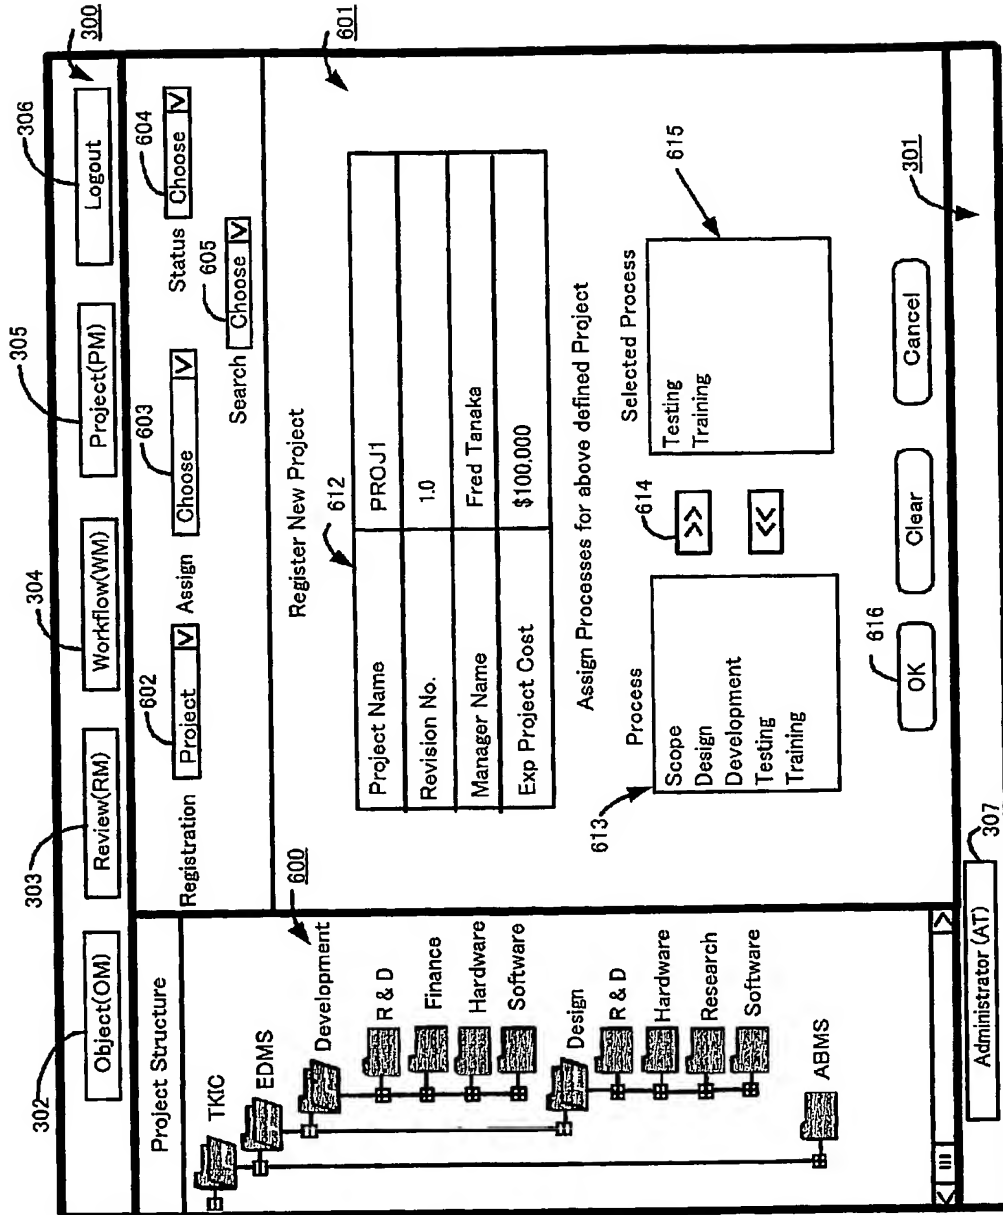 300
302 303 304 305 306
Object(OM) Review(RM) Workflow(WM) Project(PM) Logout
Project Structure
TKIC
EDMS
600
Development
R & D
Finance
Hardware
Software
Design
R & D
Hardware
Research
Software
ABMS
602 603 604
Registration Project Assign Choose Status Choose
605
Search Choose
601
Register New Project
612
Project Name PROJ1
Revision No. 1.0
Manager Name Fred Tanaka
Exp Project Cost $100,000
Assign Processes for above defined Project
Process Selected Process
613 614 615
Scope
Design
Development
Testing
Training
>>
<<
Testing
Training
616
OK Clear Cancel
301
307
Administrator (AT)